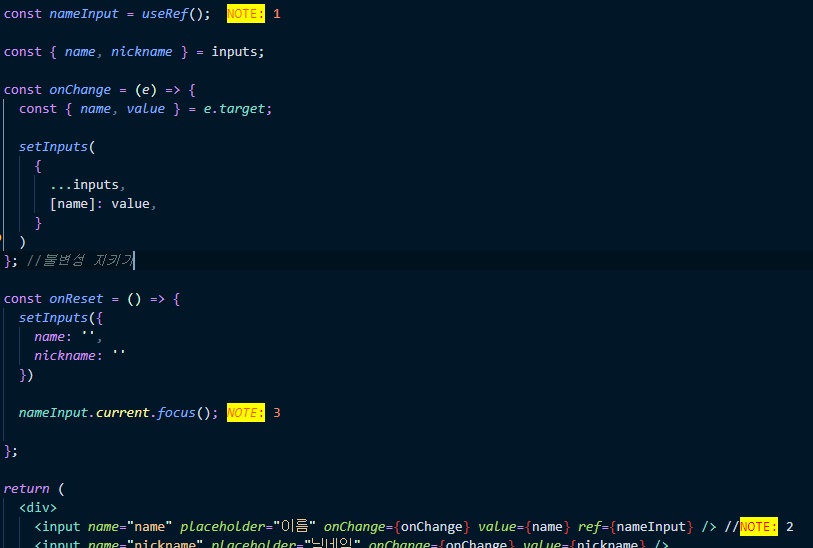 const nameInput = useRef();  NOTE: 1
const { name, nickname } = inputs;
const onChange = (e) => {
const { name, value } = e.target;
setInputs(
{
...inputs,
[name]: value,
}
)
}; //불변성 지키기
const onReset = () => {
setInputs({
name: '',
nickname: ''
})
nameInput.current.focus(); NOTE: 3
};
return (
<div>
<input name="name" placeholder="이름" onChange={onChange} value={name} ref={nameInput} /> //NOTE: 2
<input name="nickname" placeholder="닉네임" onChange={onChange} value={nickname} />